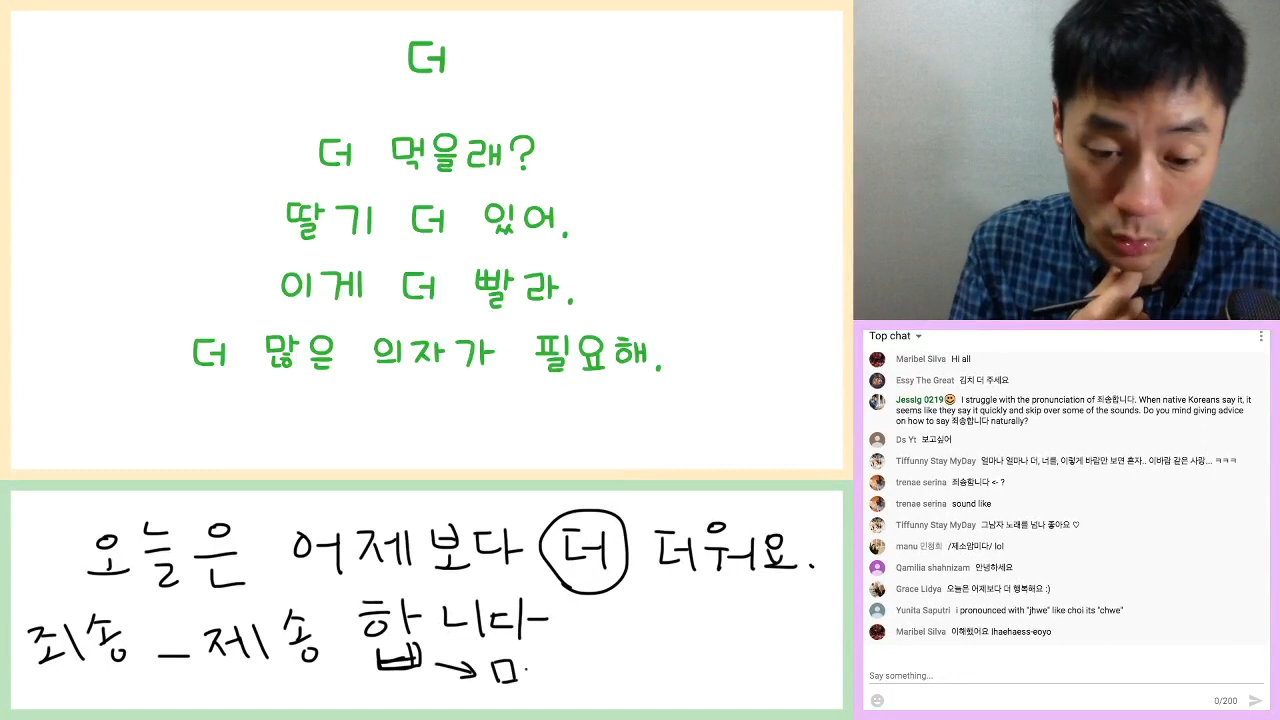 더
더 먹을래?
딸기 더 있어.
이게 더 빨라.
더 많은 의자가 필요해.
오늘은 어제보다 더 더워요.
죄송 _ 제송 합니다
→ ㅁ
Top chat
Maribel Silva Hi all
Essy The Great 김치 더 주세요
Jessig 0219 I struggle with the pronunciation of 죄송합니다. When native Koreans say it, it
seems like they say it quickly and skip over some of the sounds. Do you mind giving advice
on how to say 죄송합니다 naturally?
Ds Yt 보고싶어
Tiffunny Stay MyDay 얼마나 얼마나 더, 너를, 이렇게 바람만 보면 혼자.. 이바람 같은 사랑... ㅋㅋㅋ
trenae serina 죄숑함니다 <- ?
trenae serina sound like
Tiffunny Stay MyDay 그남자 노래를 넘나 좋아요 ♡
manu 민정희 /제소암미다/ lol
Qamilia shahnizam 안녕하세요
Grace Lidya 오늘은 어제보다 더 행복해요 :)
Yunita Saputri i pronounced with "jhwe" like choi its "chwe"
Maribel Silva 이해했어요 Ihaehaess-eoyo
Say something...
0/200